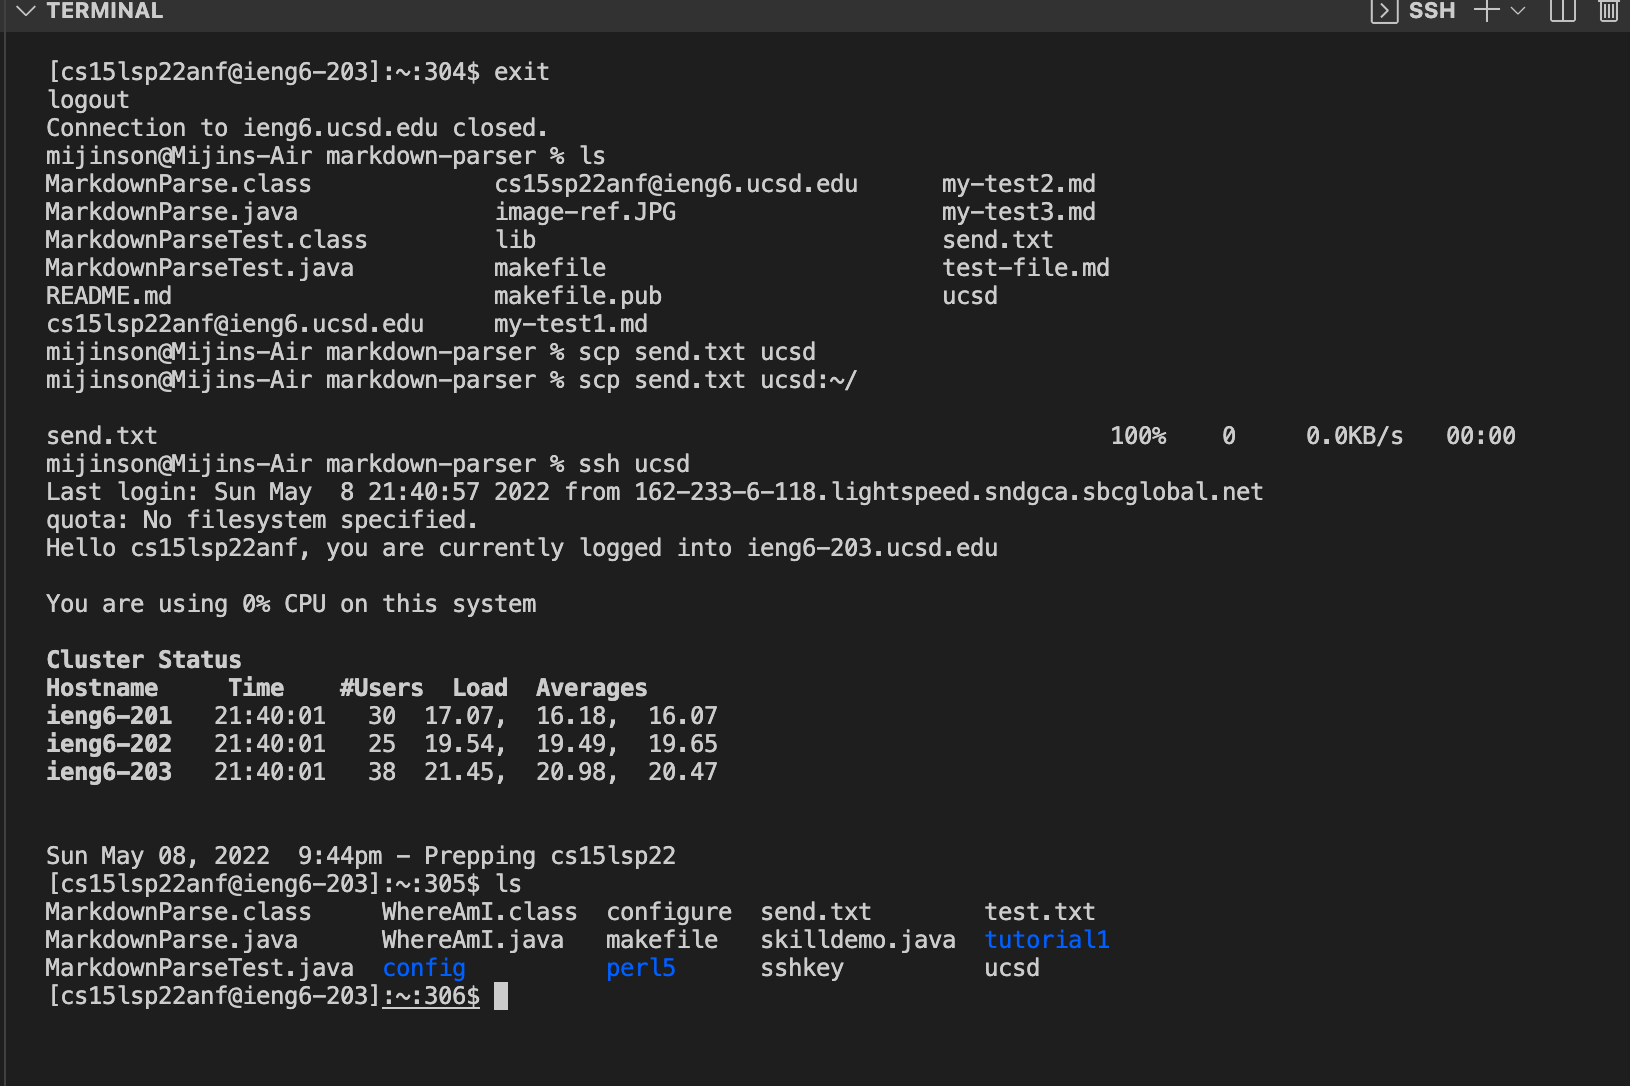 TERMINAL SSH
[cs15lsp22anf@ieng6-203]:~:304$ exit
logout
Connection to ieng6.ucsd.edu closed.
mijinson@Mijins-Air markdown-parser % ls
MarkdownParse.class cs15sp22anf@ieng6.ucsd.edu my-test2.md
MarkdownParse.java image-ref.JPG my-test3.md
MarkdownParseTest.class lib send.txt
MarkdownParseTest.java makefile test-file.md
README.md makefile.pub ucsd
cs15lsp22anf@ieng6.ucsd.edu my-test1.md
mijinson@Mijins-Air markdown-parser % scp send.txt ucsd
mijinson@Mijins-Air markdown-parser % scp send.txt ucsd:~/
send.txt 100% 0 0.0KB/s 00:00
mijinson@Mijins-Air markdown-parser % ssh ucsd
Last login: Sun May  8 21:40:57 2022 from 162-233-6-118.lightspeed.sndgca.sbcglobal.net
quota: No filesystem specified.
Hello cs15lsp22anf, you are currently logged into ieng6-203.ucsd.edu
You are using 0% CPU on this system
Cluster Status
Hostname Time #Users Load Averages
ieng6-201 21:40:01 30 17.07, 16.18, 16.07
ieng6-202 21:40:01 25 19.54, 19.49, 19.65
ieng6-203 21:40:01 38 21.45, 20.98, 20.47
Sun May 08, 2022  9:44pm - Prepping cs15lsp22
[cs15lsp22anf@ieng6-203]:~:305$ ls
MarkdownParse.class WhereAmI.class configure send.txt test.txt
MarkdownParse.java WhereAmI.java makefile skilldemo.java tutorial1
MarkdownParseTest.java config perl5 sshkey ucsd
[cs15lsp22anf@ieng6-203]:~:306$